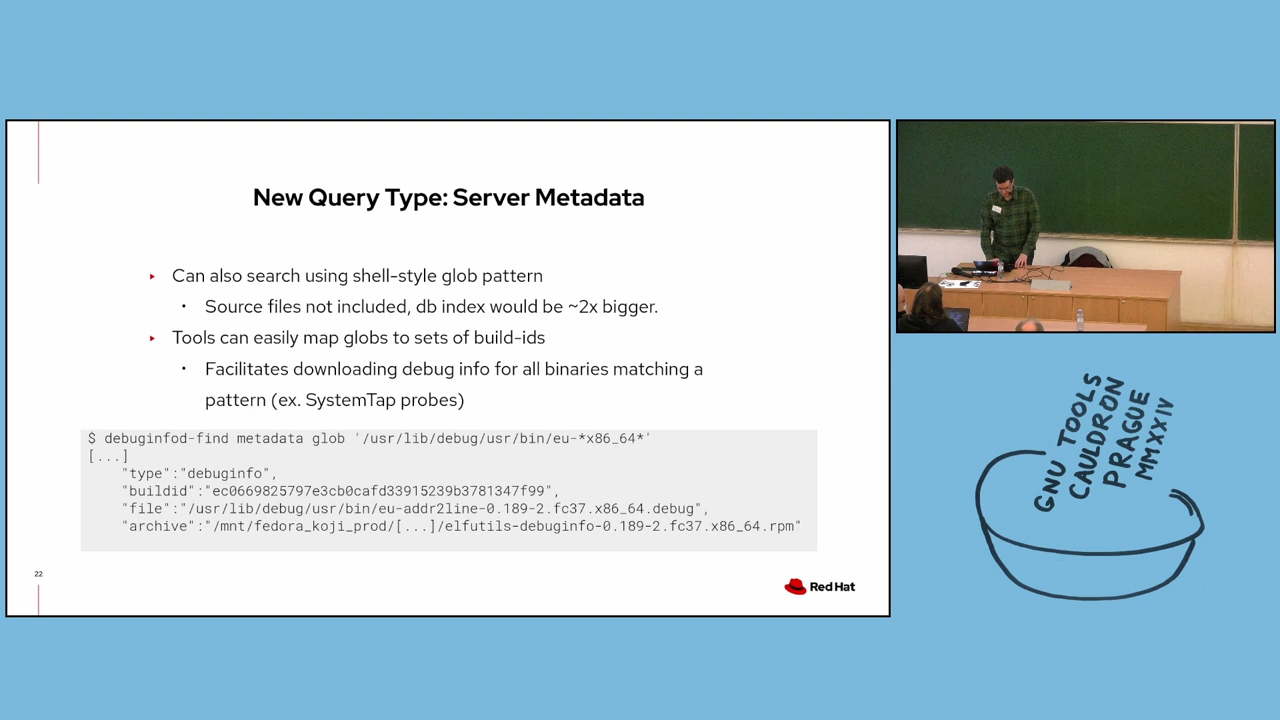 New Query Type: Server Metadata
▸ Can also search using shell-style glob pattern
• Source files not included, db index would be ~2x bigger.
▸ Tools can easily map globs to sets of build-ids
• Facilitates downloading debug info for all binaries matching a
pattern (ex. SystemTap probes)
$ debuginfod-find metadata glob '/usr/lib/debug/usr/bin/eu-*x86_64*'
[...]
"type":"debuginfo",
"buildid":"ec0669825797e3cb0cafd33915239b3781347f99",
"file":"/usr/lib/debug/usr/bin/eu-addr2line-0.189-2.fc37.x86_64.debug",
"archive":"/mnt/fedora_koji_prod/[...]/elfutils-debuginfo-0.189-2.fc37.x86_64.rpm"
22
Red Hat
GNU TOOLS
CAULDRON
PRAGUE
MMXXIV